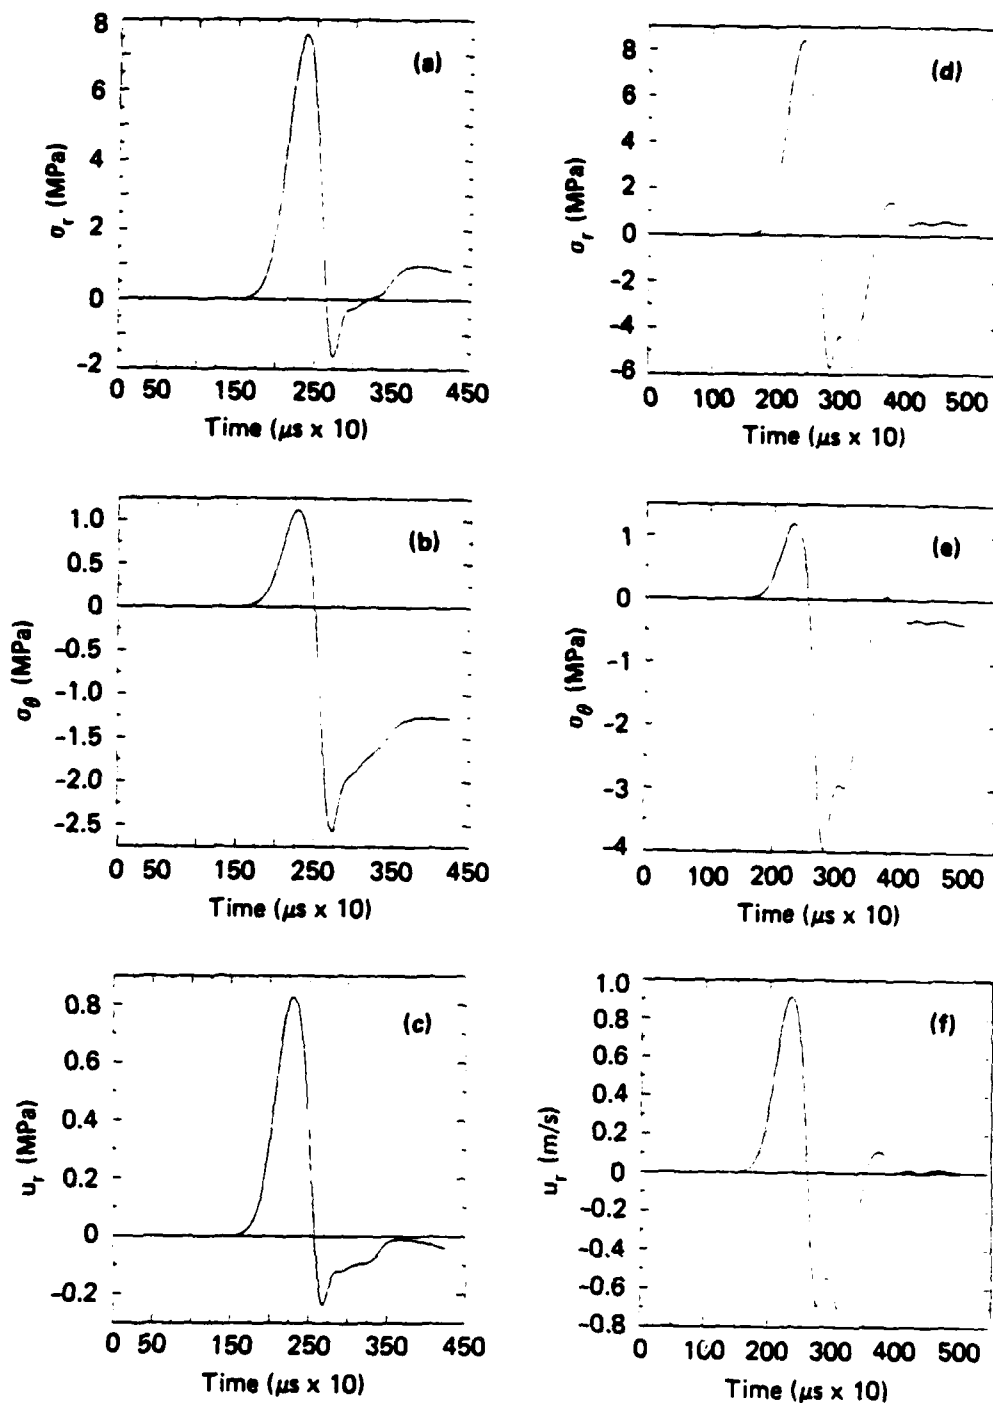 (a)
σr (MPa)
8
6
4
2
0
-2
0 50 150 250 350 450
Time (μs x 10)
(d)
σr (MPa)
8
6
4
2
0
-2
-4
-6
0 100 200 300 400 500
Time (μs x 10)
(b)
σθ (MPa)
1.0
0.5
0
-0.5
-1.0
-1.5
-2.0
-2.5
0 50 150 250 350 450
Time (μs x 10)
(e)
σθ (MPa)
1
0
-1
-2
-3
-4
0 100 200 300 400 500
Time (μs x 10)
(c)
ur (MPa)
0.8
0.6
0.4
0.2
0
-0.2
0 50 150 250 350 450
Time (μs x 10)
(f)
ur (m/s)
1.0
0.8
0.6
0.4
0.2
0
-0.2
-0.4
-0.6
-0.8
0 100 200 300 400 500
Time (μs x 10)